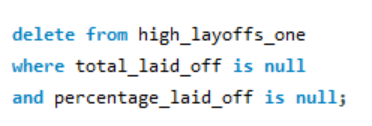 delete from high_layoffs_one
where total_laid_off is null
and percentage_laid_off is null;